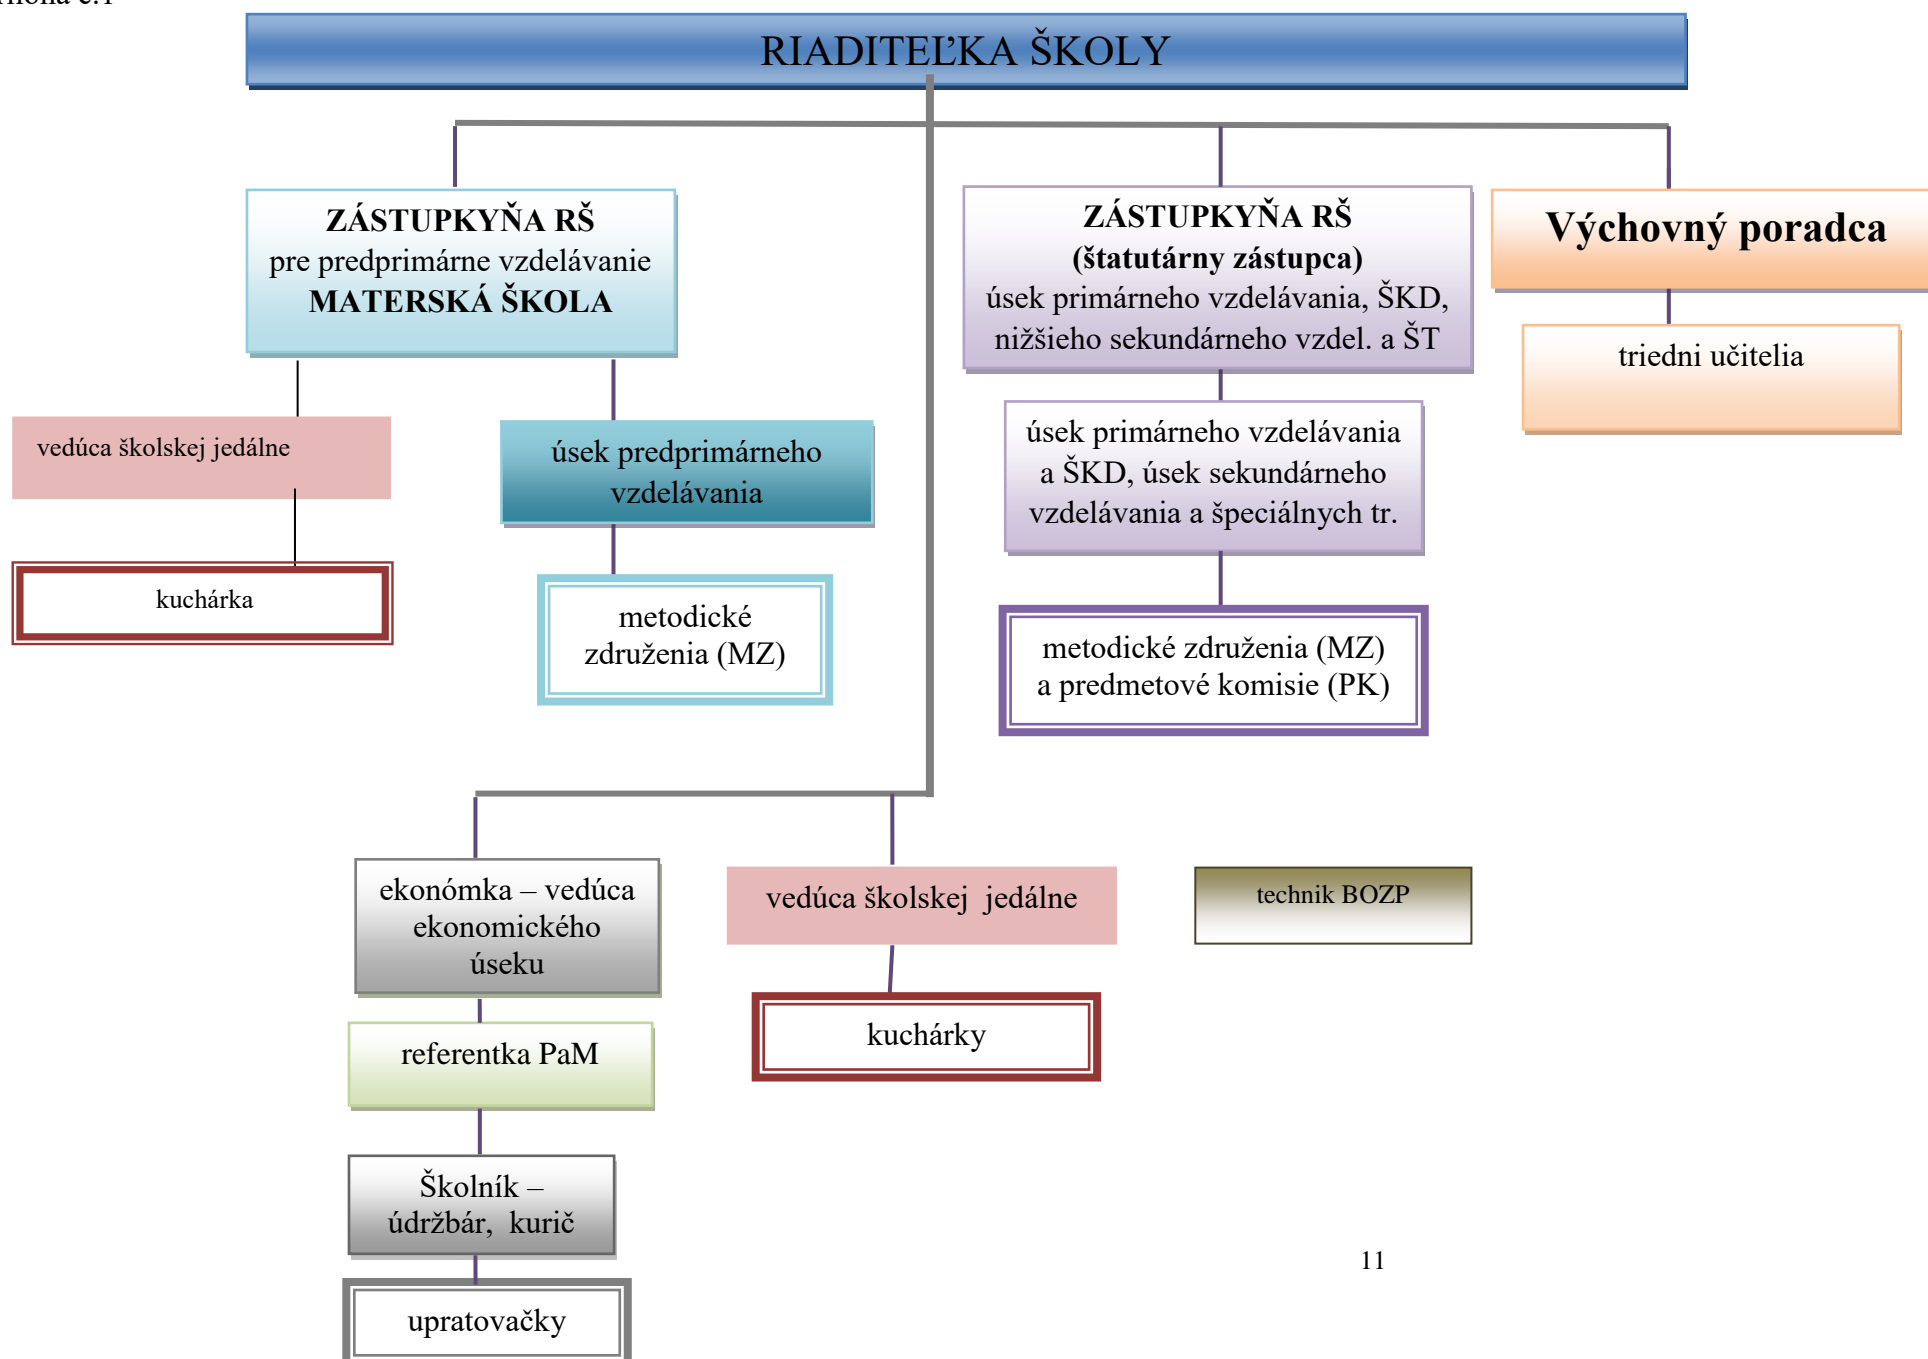 RIADITEĽKA ŠKOLY
ZÁSTUPKYŇA RŠ
pre predprimárne vzdelávanie
MATERSKÁ ŠKOLA
ZÁSTUPKYŇA RŠ
(štatutárny zástupca)
úsek primárneho vzdelávania, ŠKD,
nižšieho sekundárneho vzdel. a ŠT
Výchovný poradca
triedni učitelia
vedúca školskej jedálne
úsek predprimárneho
vzdelávania
úsek primárneho vzdelávania
a ŠKD, úsek sekundárneho
vzdelávania a špeciálnych tr.
kuchárka
metodické
združenia (MZ)
metodické združenia (MZ)
a predmetové komisie (PK)
ekonómka – vedúca
ekonomického
úseku
vedúca školskej jedálne
technik BOZP
kuchárky
referentka PaM
Školník –
údržbár, kurič
11
upratovačky